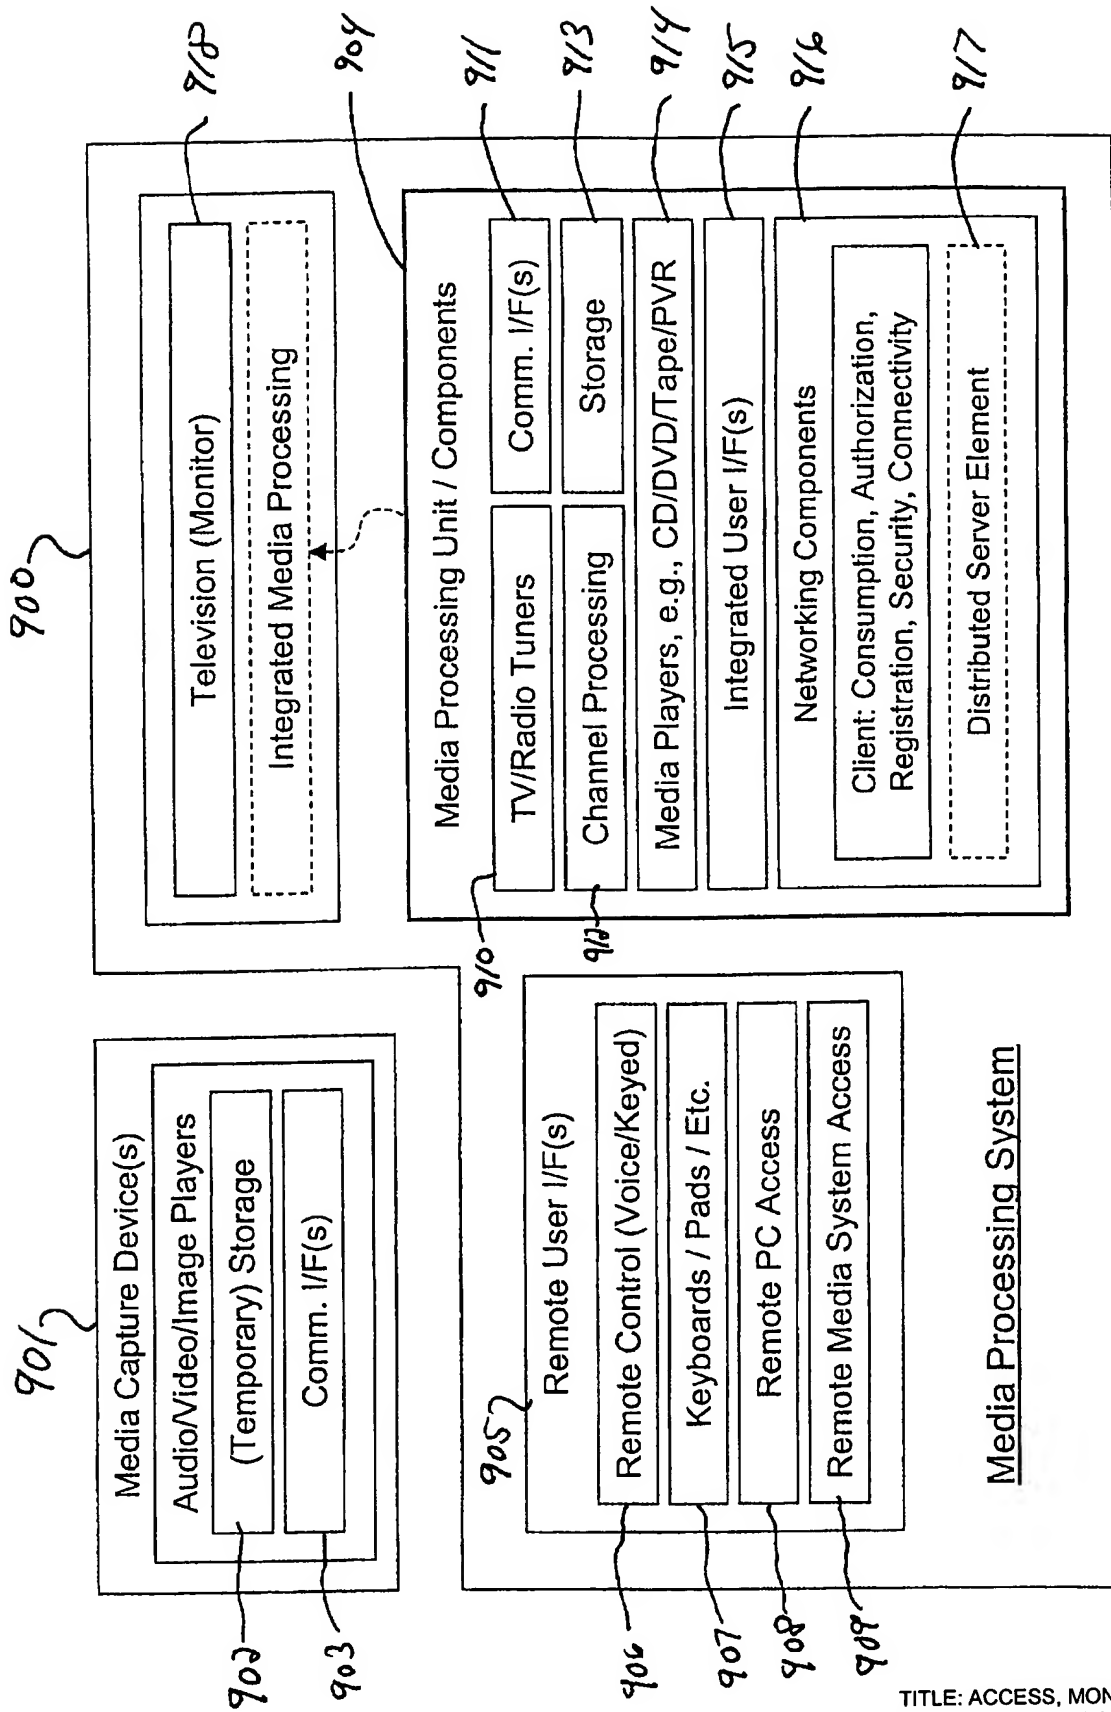 900
918
Television (Monitor)
Integrated Media Processing
904
Media Processing Unit / Components
910
TV/Radio Tuners
Comm. I/F(s)
911
912
Channel Processing
Storage
913
Media Players, e.g., CD/DVD/Tape/PVR
914
Integrated User I/F(s)
915
Networking Components
916
Client: Consumption, Authorization,
Registration, Security, Connectivity
Distributed Server Element
917
901
Media Capture Device(s)
Audio/Video/Image Players
(Temporary) Storage
902
Comm. I/F(s)
903
905
Remote User I/F(s)
Remote Control (Voice/Keyed)
906
Keyboards / Pads / Etc.
907
Remote PC Access
908
Remote Media System Access
909
Media Processing System
TITLE: ACCESS, MON